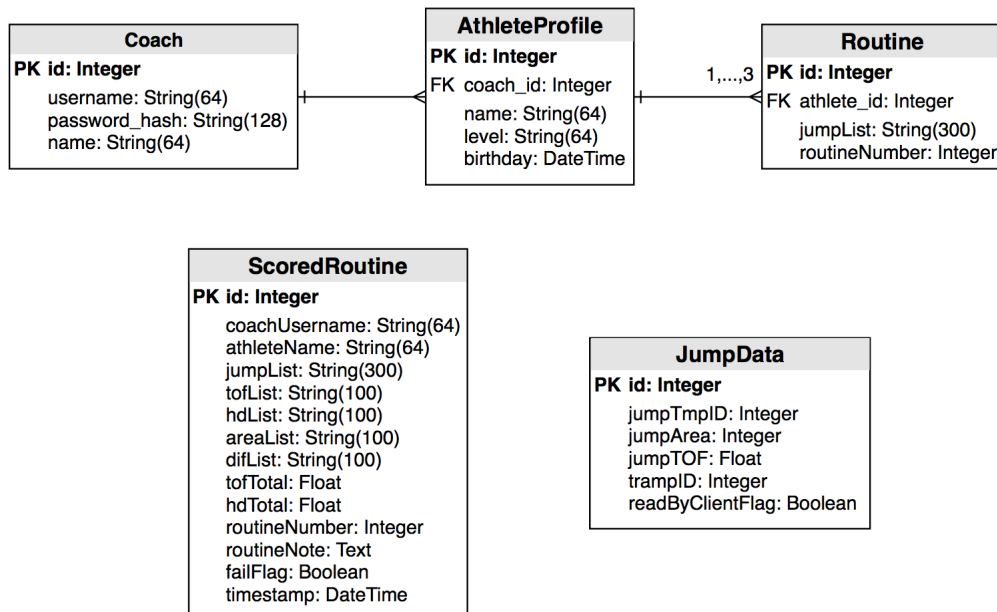 Coach
PK id: Integer
username: String(64)
password_hash: String(128)
name: String(64)
AthleteProfile
PK id: Integer
FK coach_id: Integer
name: String(64)
level: String(64)
birthday: DateTime
1,...,3
Routine
PK id: Integer
FK athlete_id: Integer
jumpList: String(300)
routineNumber: Integer
ScoredRoutine
PK id: Integer
coachUsername: String(64)
athleteName: String(64)
jumpList: String(300)
tofList: String(100)
hdList: String(100)
areaList: String(100)
difList: String(100)
tofTotal: Float
hdTotal: Float
routineNumber: Integer
routineNote: Text
failFlag: Boolean
timestamp: DateTime
JumpData
PK id: Integer
jumpTmpID: Integer
jumpArea: Integer
jumpTOF: Float
trampID: Integer
readByClientFlag: Boolean